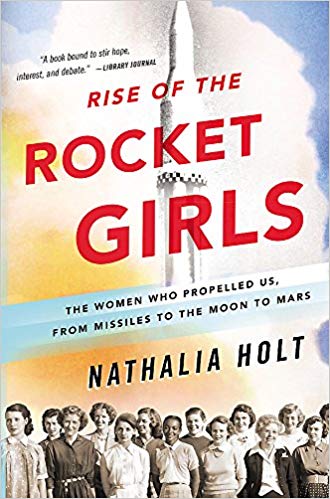 "A book bound to stir hope,
interest, and debate." —LIBRARY JOURNAL
RISE OF THE
ROCKET
GIRLS
THE WOMEN WHO PROPELLED US,
FROM MISSILES TO THE MOON TO MARS
NATHALIA HOLT